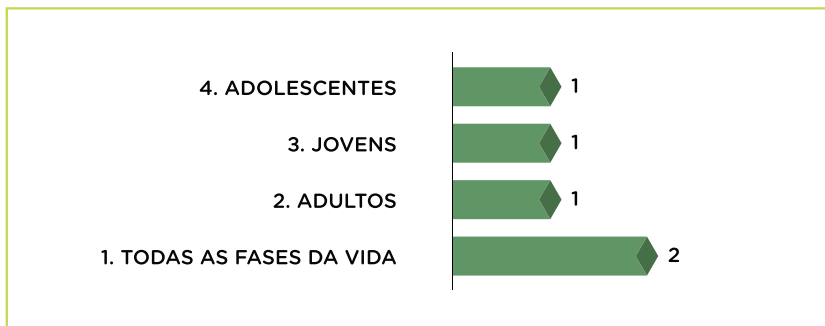 4. ADOLESCENTES 1
3. JOVENS 1
2. ADULTOS 1
1. TODAS AS FASES DA VIDA 2